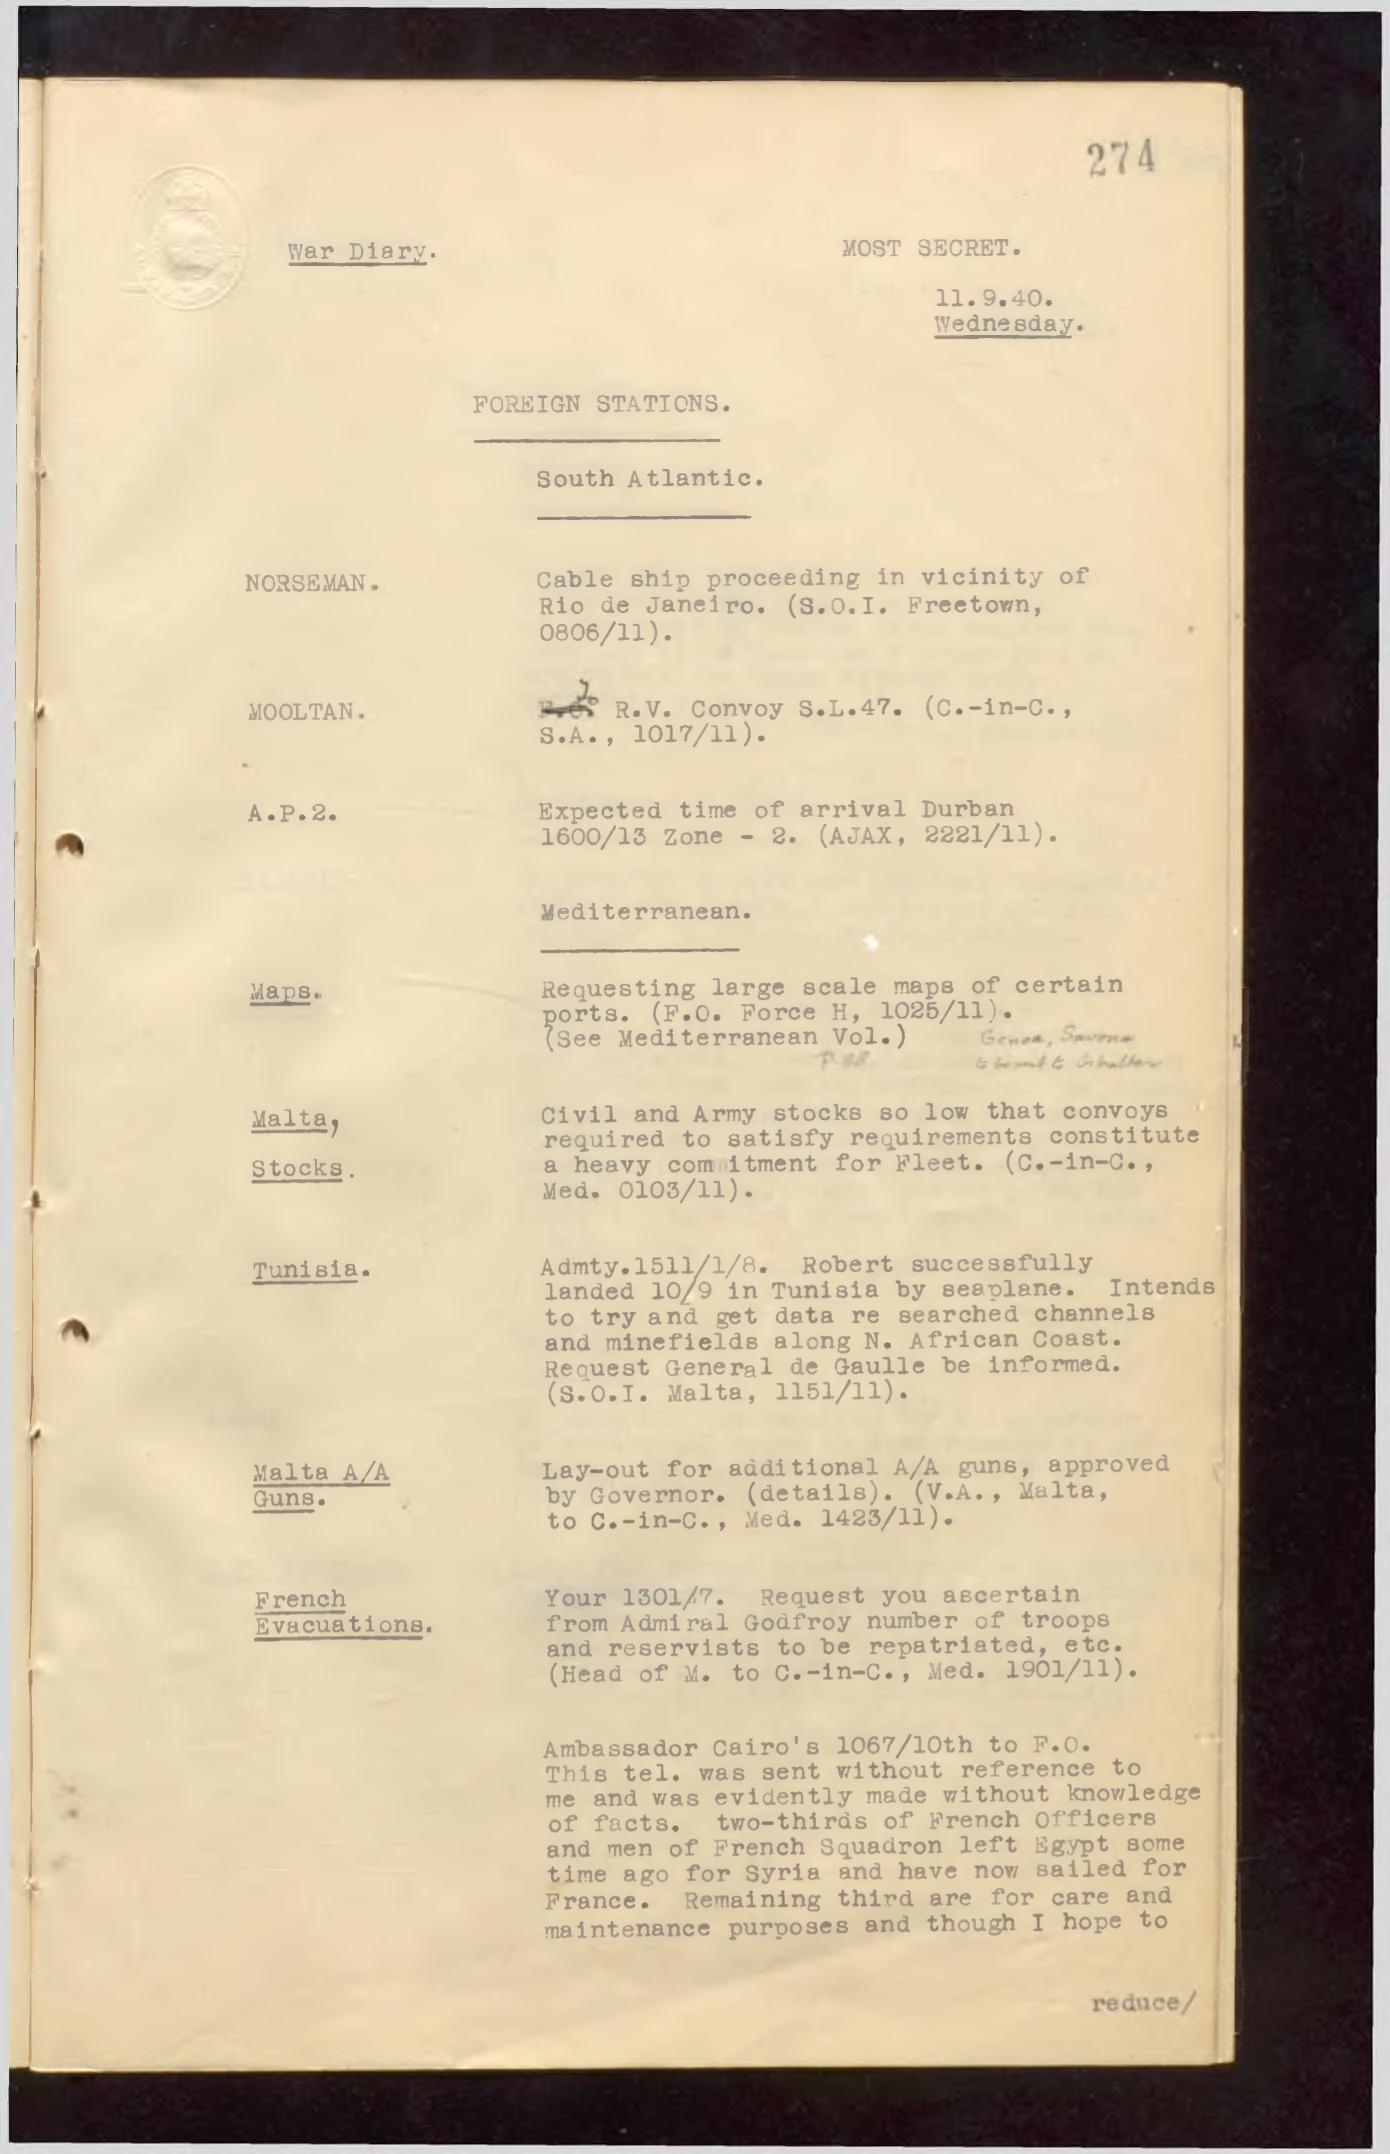 274
War Diary.
MOST SECRET.
11.9.40.
Wednesday.
FOREIGN STATIONS.
South Atlantic.
NORSEMAN.
Cable ship proceeding in vicinity of
Rio de Janeiro. (S.O.I. Freetown,
0806/11).
MOOLTAN.
To R.V. Convoy S.L.47. (C.-in-C.,
S.A., 1017/11).
A.P.2.
Expected time of arrival Durban
1600/13 Zone - 2. (AJAX, 2221/11).
Mediterranean.
Maps.
Requesting large scale maps of certain
ports. (F.O. Force H, 1025/11).
(See Mediterranean Vol.)
Genoa, Savona
to be sent to Gibraltar
Malta,
Stocks.
Civil and Army stocks so low that convoys
required to satisfy requirements constitute
a heavy com itment for Fleet. (C.-in-C.,
Med. 0103/11).
Tunisia.
Admty.1511/1/8. Robert successfully
landed 10/9 in Tunisia by seaplane. Intends
to try and get data re searched channels
and minefields along N. African Coast.
Request General de Gaulle be informed.
(S.O.I. Malta, 1151/11).
Malta A/A
Guns.
Lay-out for additional A/A guns, approved
by Governor. (details). (V.A., Malta,
to C.-in-C., Med. 1423/11).
French
Evacuations.
Your 1301/7. Request you ascertain
from Admiral Godfroy number of troops
and reservists to be repatriated, etc.
(Head of M. to C.-in-C., Med. 1901/11).
Ambassador Cairo's 1067/10th to F.O.
This tel. was sent without reference to
me and was evidently made without knowledge
of facts. two-thirds of French Officers
and men of French Squadron left Egypt some
time ago for Syria and have now sailed for
France. Remaining third are for care and
maintenance purposes and though I hope to
reduce/